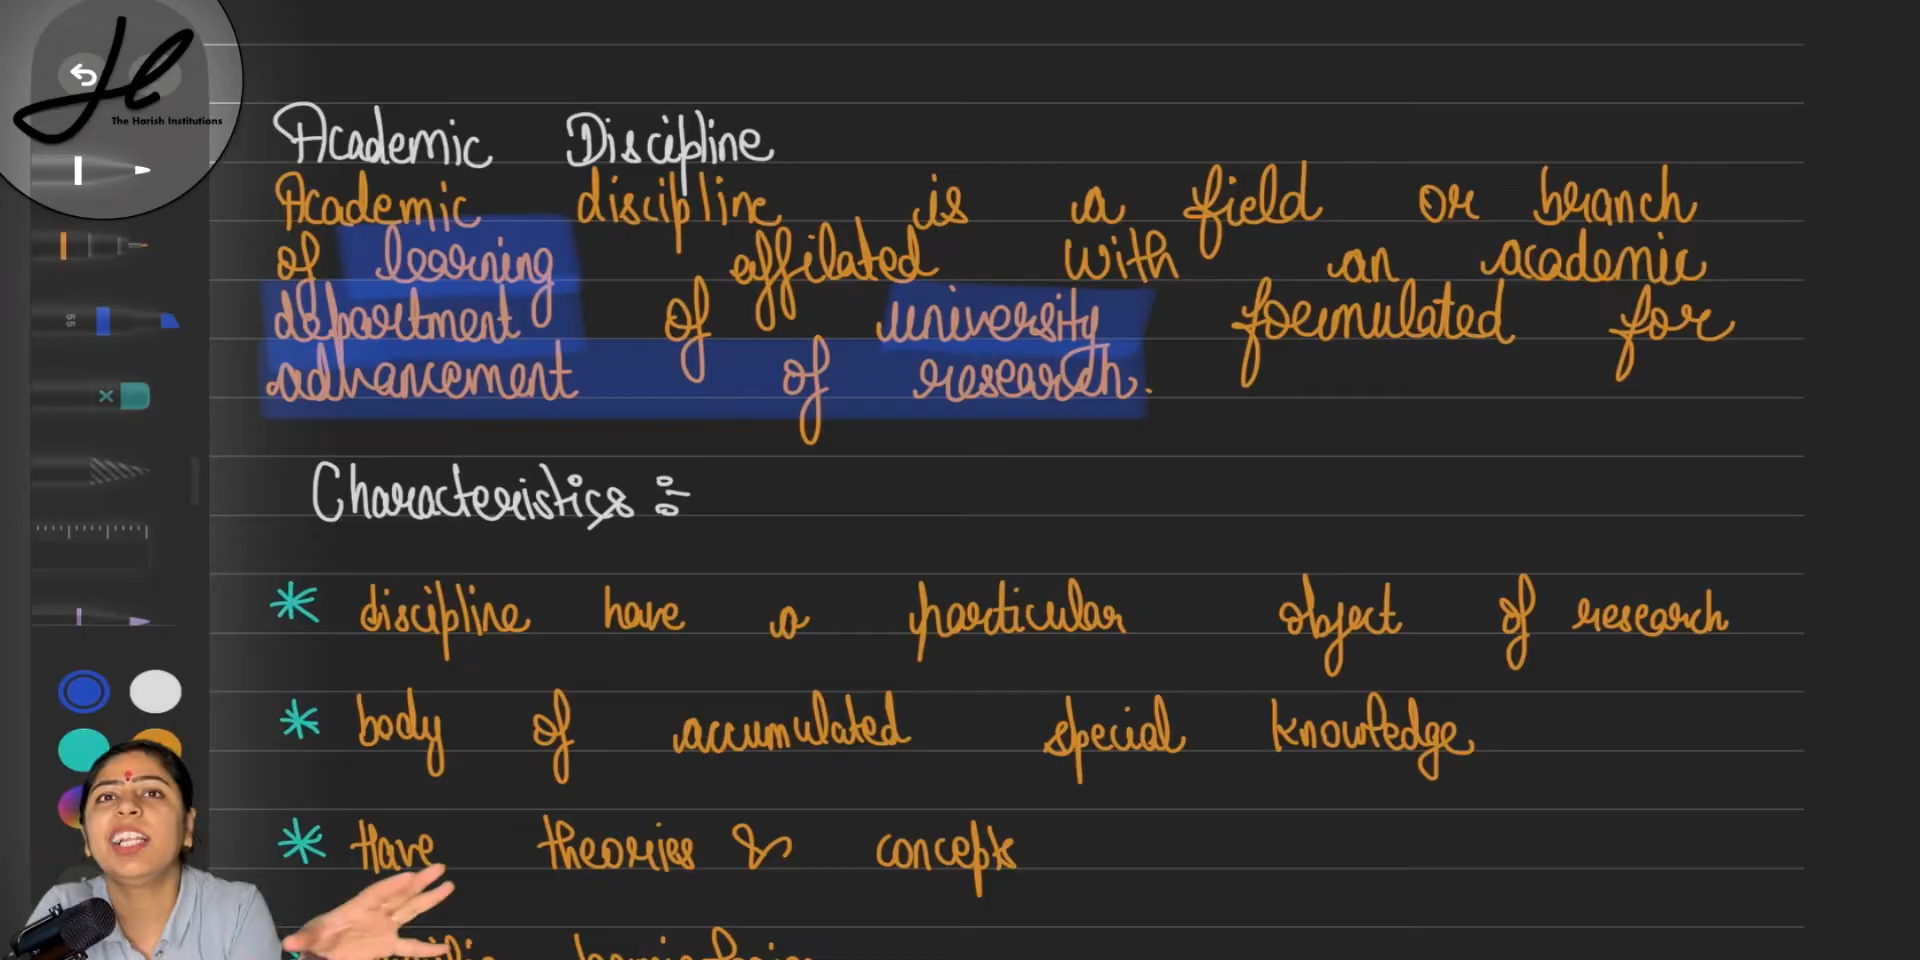 The Harish Institutions
Academic Discipline
Academic discipline is a field or branch
of learning of affilated with an academic
department of university formulated for
advancement of research.
Characteristics :-
* discipline have a particular object of research
* body of accumulated special knowledge
* Have theories & concepts